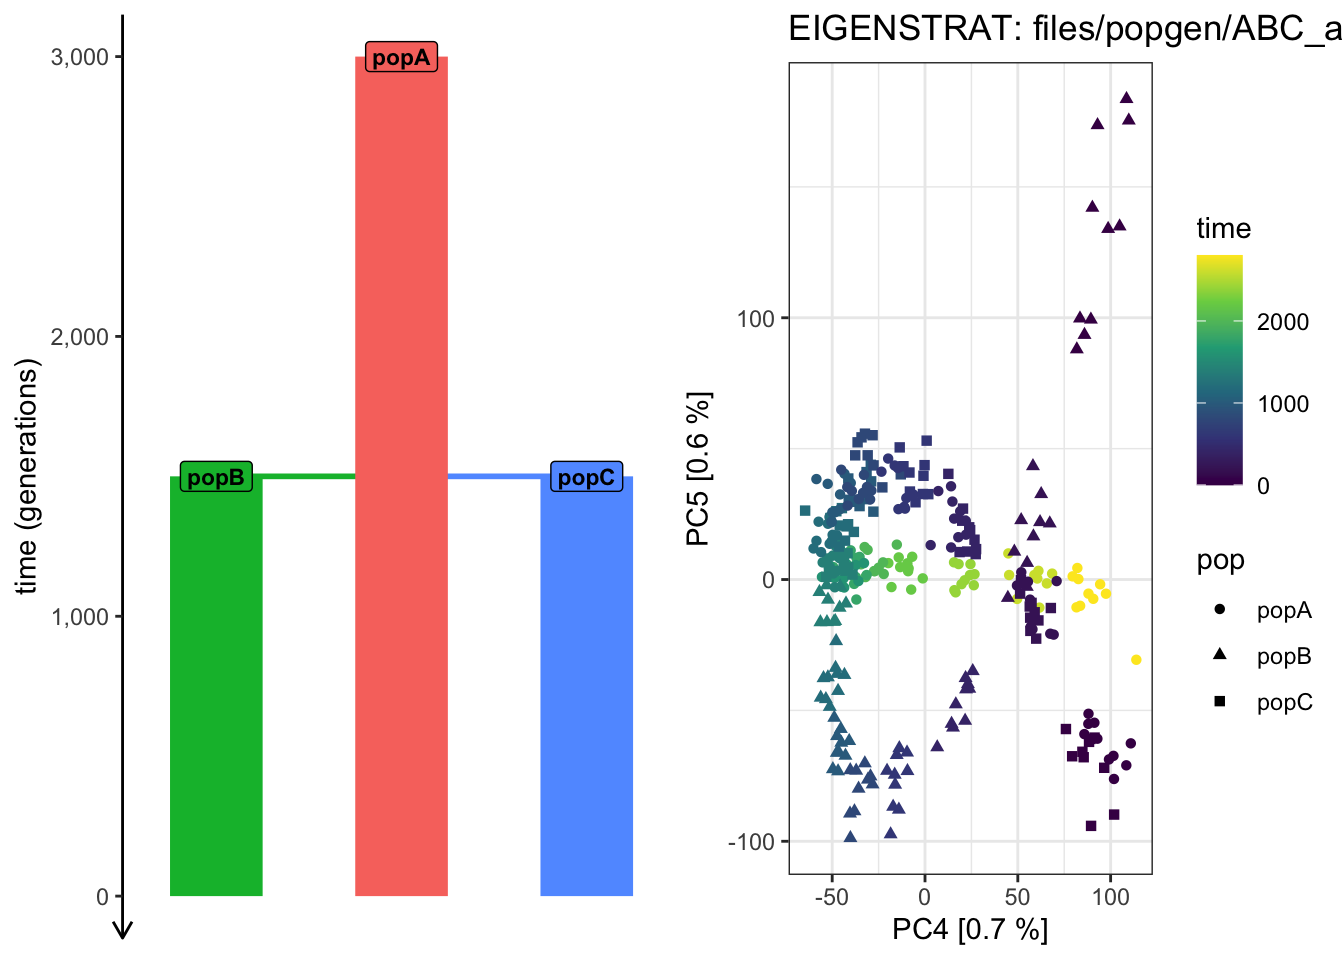 time (generations)
3,000
2,000
1,000
0
popA
popB
popC
EIGENSTRAT: files/popgen/ABC_a
PC5 [0.6 %]
100
0
-100
-50
0
50
100
PC4 [0.7 %]
time
2000
1000
0
pop
popA
popB
popC